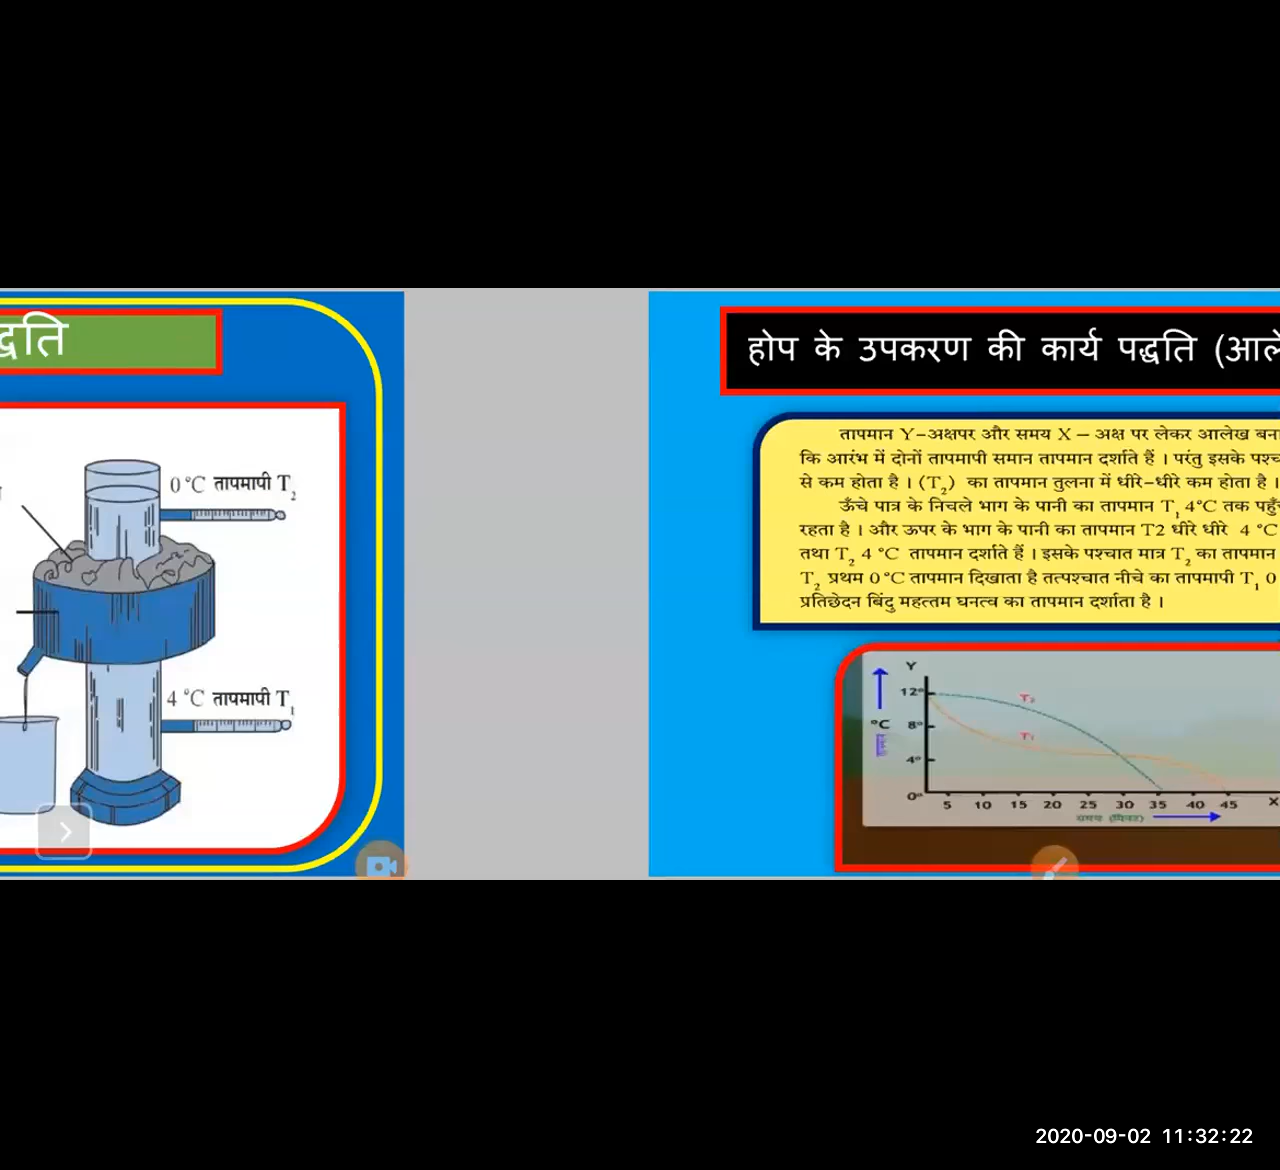 द्धति
0 °C तापमापी T₂
4 °C तापमापी T₁
होप के उपकरण की कार्य पद्धति (आले
तापमान Y-अक्षपर और समय X – अक्ष पर लेकर आलेख बना
कि आरंभ में दोनों तापमापी समान तापमान दर्शाते हैं । परंतु इसके पश्च
से कम होता है । (T₂) का तापमान तुलना में धीरे-धीरे कम होता है ।
ऊँचे पात्र के निचले भाग के पानी का तापमान T₁ 4°C तक पहुँ
रहता है । और ऊपर के भाग के पानी का तापमान T2 धीरे धीरे 4 °C
तथा T₂ 4 °C तापमान दर्शाते हैं । इसके पश्चात मात्र T₂ का तापमान
T₂ प्रथम 0°C तापमान दिखाता है तत्पश्चात नीचे का तापमापी T₁ 0
प्रतिछेदन बिंदु महत्तम घनत्व का तापमान दर्शाता है ।
Y
12°
T₂
°C
8°
T₁
4°
0°
5 10 15 20 25 30 35 40 45 X
समय (मिनट)
2020-09-02 11:32:22